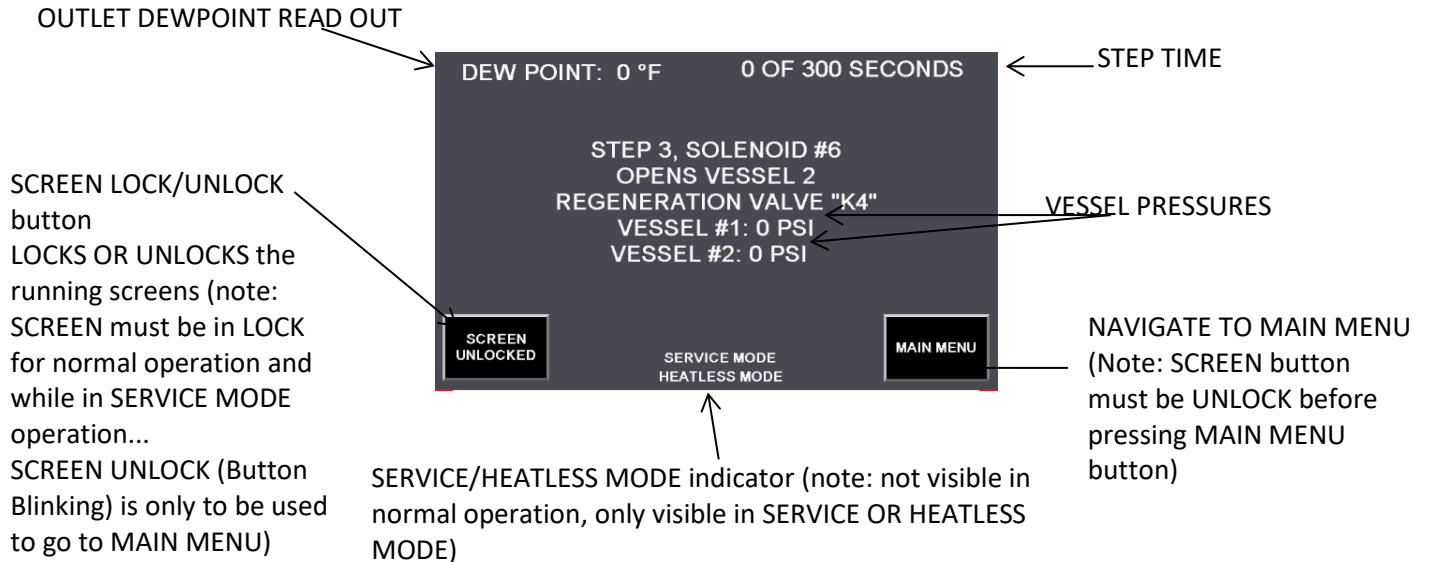 OUTLET DEWPOINT READ OUT
STEP TIME
DEW POINT: 0 °F
0 OF 300 SECONDS
STEP 3, SOLENOID #6
OPENS VESSEL 2
REGENERATION VALVE "K4"
VESSEL #1: 0 PSI
VESSEL #2: 0 PSI
SCREEN LOCK/UNLOCK
button
LOCKS OR UNLOCKS the
running screens (note:
SCREEN must be in LOCK
for normal operation and
while in SERVICE MODE
operation...
SCREEN UNLOCK (Button
Blinking) is only to be used
to go to MAIN MENU)
VESSEL PRESSURES
SCREEN
UNLOCKED
SERVICE MODE
HEATLESS MODE
MAIN MENU
NAVIGATE TO MAIN MENU
(Note: SCREEN button
must be UNLOCK before
pressing MAIN MENU
button)
SERVICE/HEATLESS MODE indicator (note: not visible in
normal operation, only visible in SERVICE OR HEATLESS
MODE)